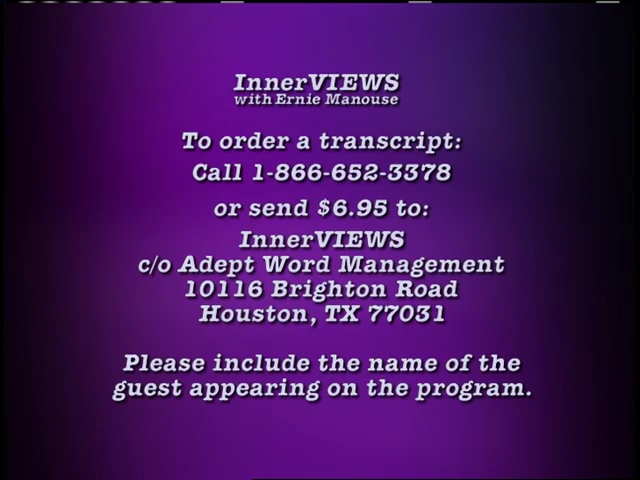 InnerVIEWS
with Ernie Manouse
To order a transcript:
Call 1-866-652-3378
or send $6.95 to:
InnerVIEWS
c/o Adept Word Management
10116 Brighton Road
Houston, TX 77031
Please include the name of the
guest appearing on the program.